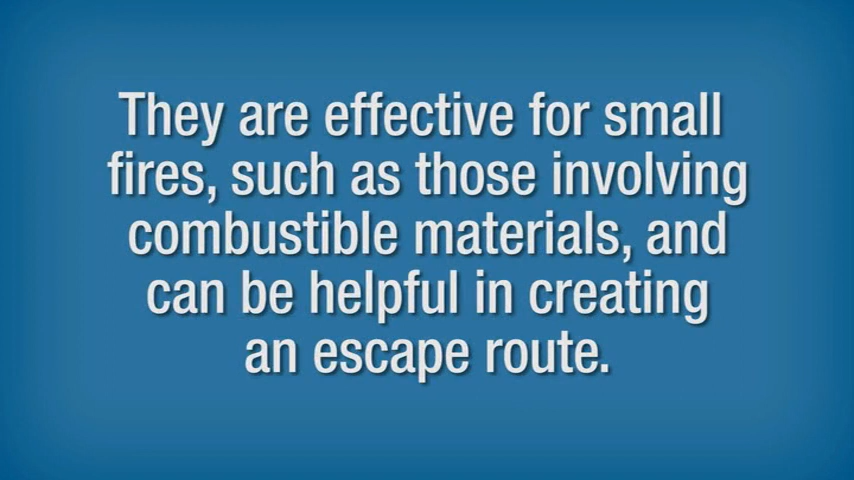 They are effective for small
fires, such as those involving
combustible materials, and
can be helpful in creating
an escape route.